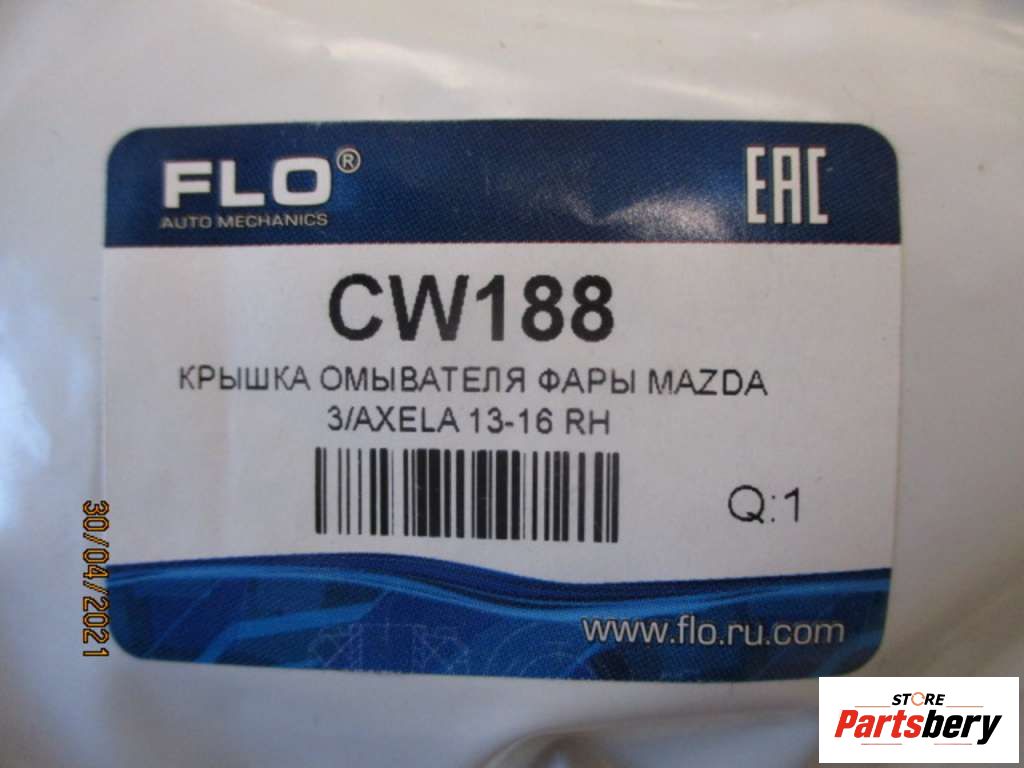 FLO®
AUTO MECHANICS
EAC
CW188
КРЫШКА ОМЫВАТЕЛЯ ФАРЫ MAZDA
3/AXELA 13-16 RH
Q:1
www.flo.ru.com
30/04/2021
STORE
Partsbery